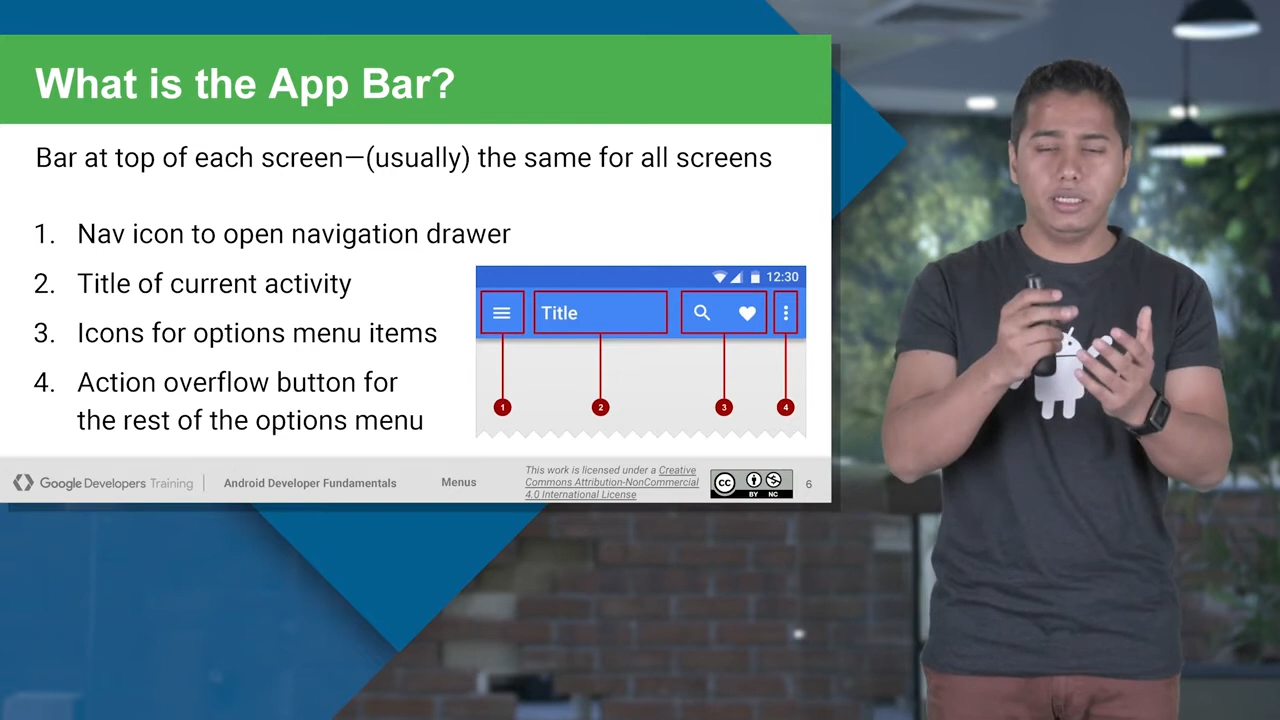 What is the App Bar?
Bar at top of each screen—(usually) the same for all screens
1. Nav icon to open navigation drawer
2. Title of current activity
3. Icons for options menu items
4. Action overflow button for
the rest of the options menu
12:30
Title
1 2 3 4
Google Developers Training
Android Developer Fundamentals
Menus
This work is licensed under a Creative
Commons Attribution-NonCommercial
4.0 International License
CC BY NC
6